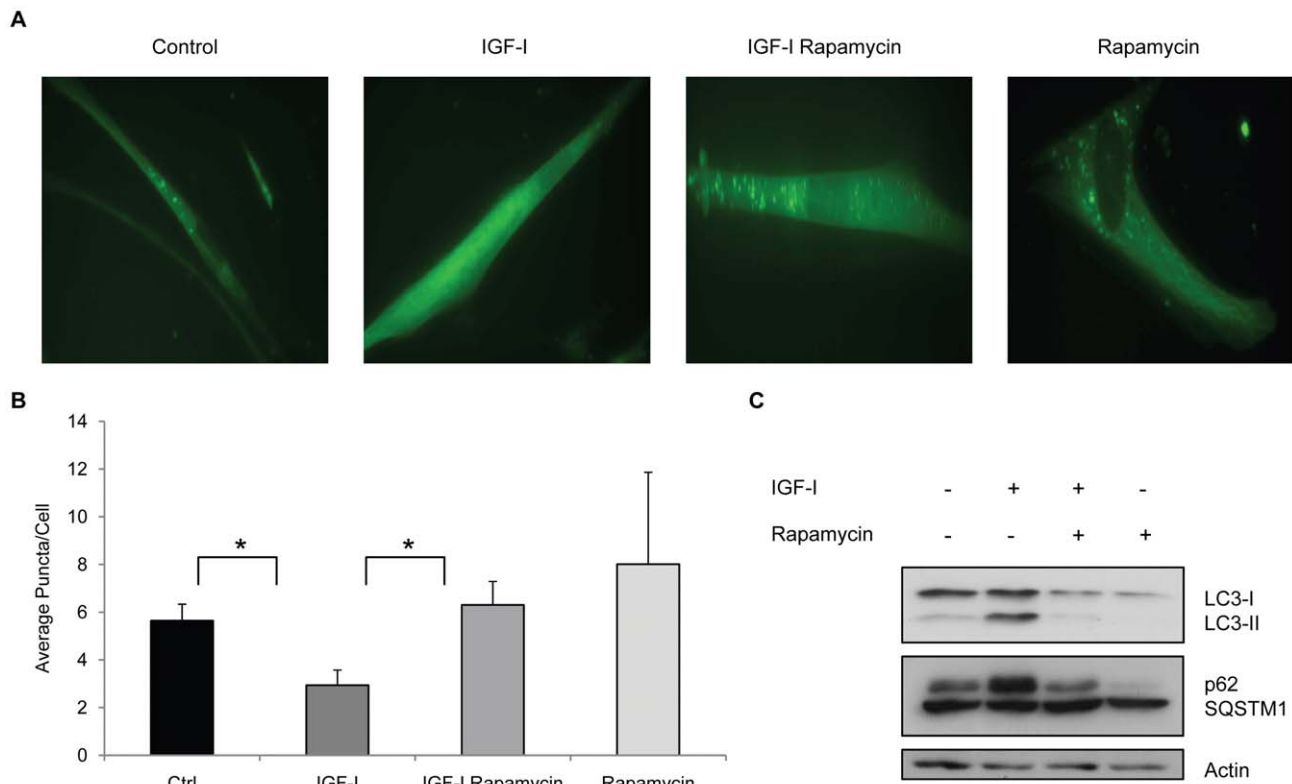 A
Control IGF-I IGF-I Rapamycin Rapamycin
B
Average Puncta/Cell
14
12
10
8
6
4
2
0
* *
Ctrl IGF-I IGF-I Rapamycin Rapamycin
C
IGF-I - + + -
Rapamycin - - + +
LC3-I
LC3-II
p62
SQSTM1
Actin